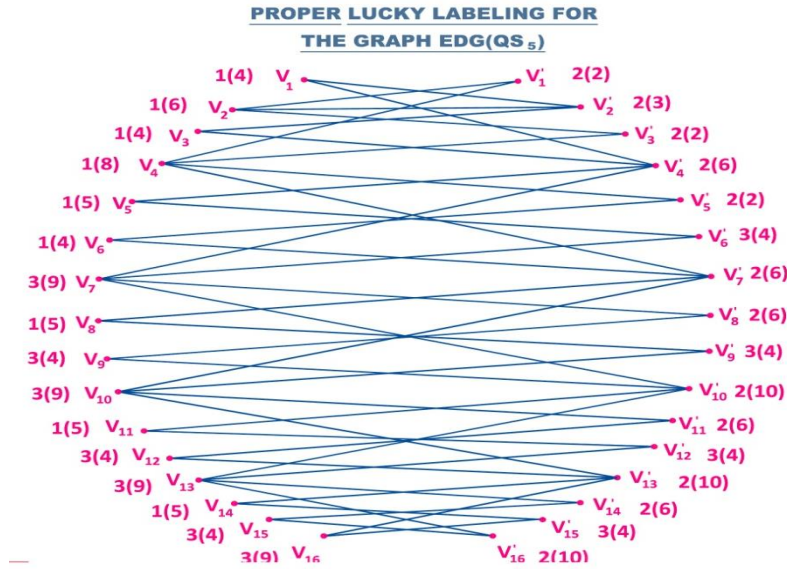 PROPER LUCKY LABELING FOR
THE GRAPH EDG(QS₅)
1(4) V₁ V'₁ 2(2)
1(6) V₂ V'₂ 2(3)
1(4) V₃ V'₃ 2(2)
1(8) V₄ V'₄ 2(6)
1(5) V₅ V'₅ 2(2)
1(4) V₆ V'₆ 3(4)
3(9) V₇ V'₇ 2(6)
1(5) V₈ V'₈ 2(6)
3(4) V₉ V'₉ 3(4)
3(9) V₁₀ V'₁₀ 2(10)
1(5) V₁₁ V'₁₁ 2(6)
3(4) V₁₂ V'₁₂ 3(4)
3(9) V₁₃ V'₁₃ 2(10)
1(5) V₁₄ V'₁₄ 2(6)
3(4) V₁₅ V'₁₅ 3(4)
3(9) V₁₆ V'₁₆ 2(10)